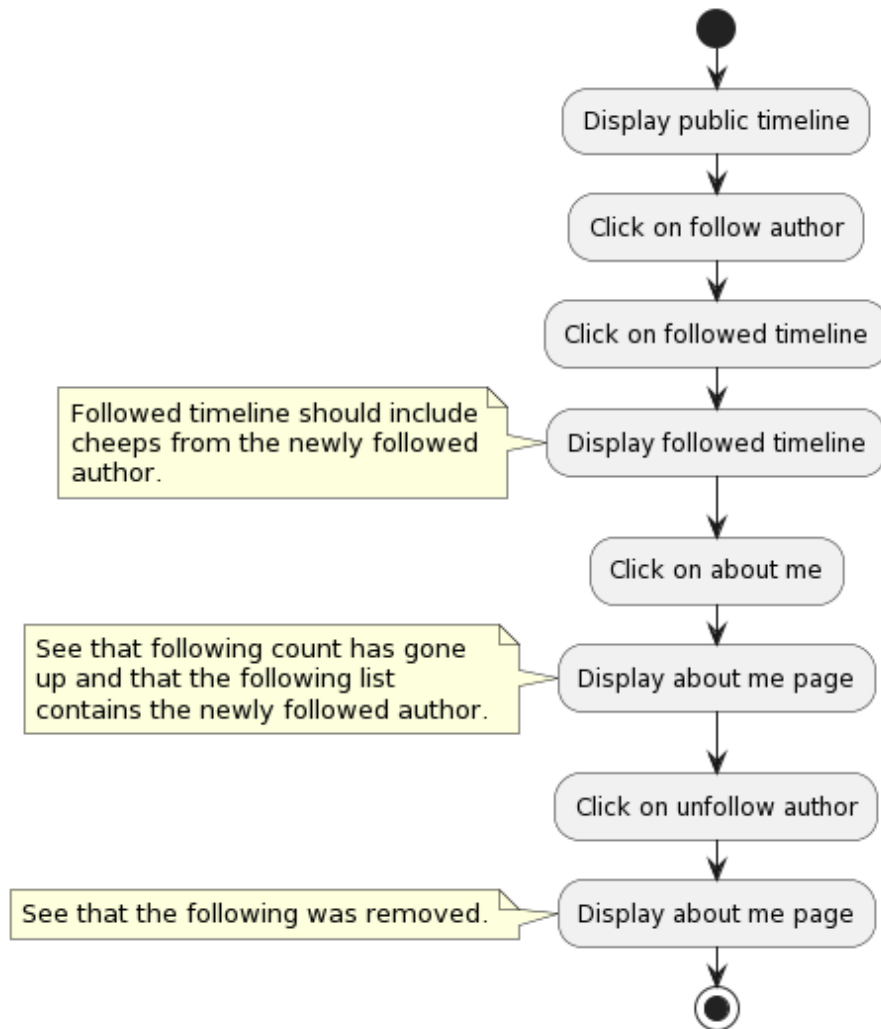 Display public timeline
Click on follow author
Click on followed timeline
Followed timeline should include
cheeps from the newly followed
author.
Display followed timeline
Click on about me
See that following count has gone
up and that the following list
contains the newly followed author.
Display about me page
Click on unfollow author
See that the following was removed.
Display about me page